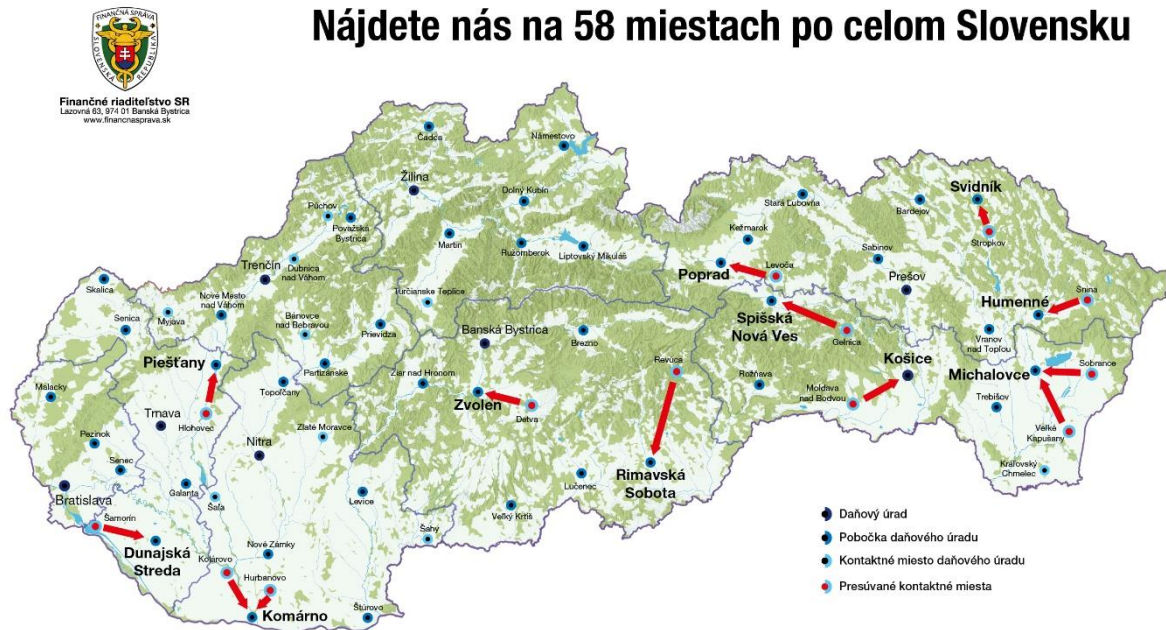 Nájdete nás na 58 miestach po celom Slovensku
FINANČNÁ SPRÁVA
SLOVENSKÁ REPUBLIKA
Finančné riaditeľstvo SR
Lazovná 63, 974 01 Banská Bystrica
www.financnasprava.sk
Čadca
Námestovo
Žilina
Dolný Kubín
Stará Ľubovňa
Svidník
Bardejov
Púchov
Považská
Bystrica
Martin
Ružomberok
Liptovský Mikuláš
Kežmarok
Stropkov
Sabinov
Trenčín
Dubnica
nad Váhom
Poprad
Levoča
Prešov
Skalica
Turčianske Teplice
Humenné
Snina
Nové Mesto
nad Váhom
Myjava
Senica
Bánovce
nad Bebravou
Prievidza
Banská Bystrica
Brezno
Spišská
Nová Ves
Gelnica
Vranov
nad Topľou
Piešťany
Partizánske
Revúca
Košice
Michalovce
Sobrance
Malacky
Topoľčany
Žiar nad Hronom
Zvolen
Detva
Rožňava
Moldava
nad Bodvou
Trebišov
Trnava
Hlohovec
Zlaté Moravce
Veľké
Kapušany
Pezinok
Nitra
Senec
Rimavská
Sobota
Kráľovský
Chmelec
Bratislava
Galanta
Šaľa
Levice
Lučenec
Veľký Krtíš
Šamorín
Dunajská
Streda
Šahy
Nové Zámky
Kolárovo
Hurbanovo
Komárno
Štúrovo
Daňový úrad
Pobočka daňového úradu
Kontaktné miesto daňového úradu
Presúvané kontaktné miesta